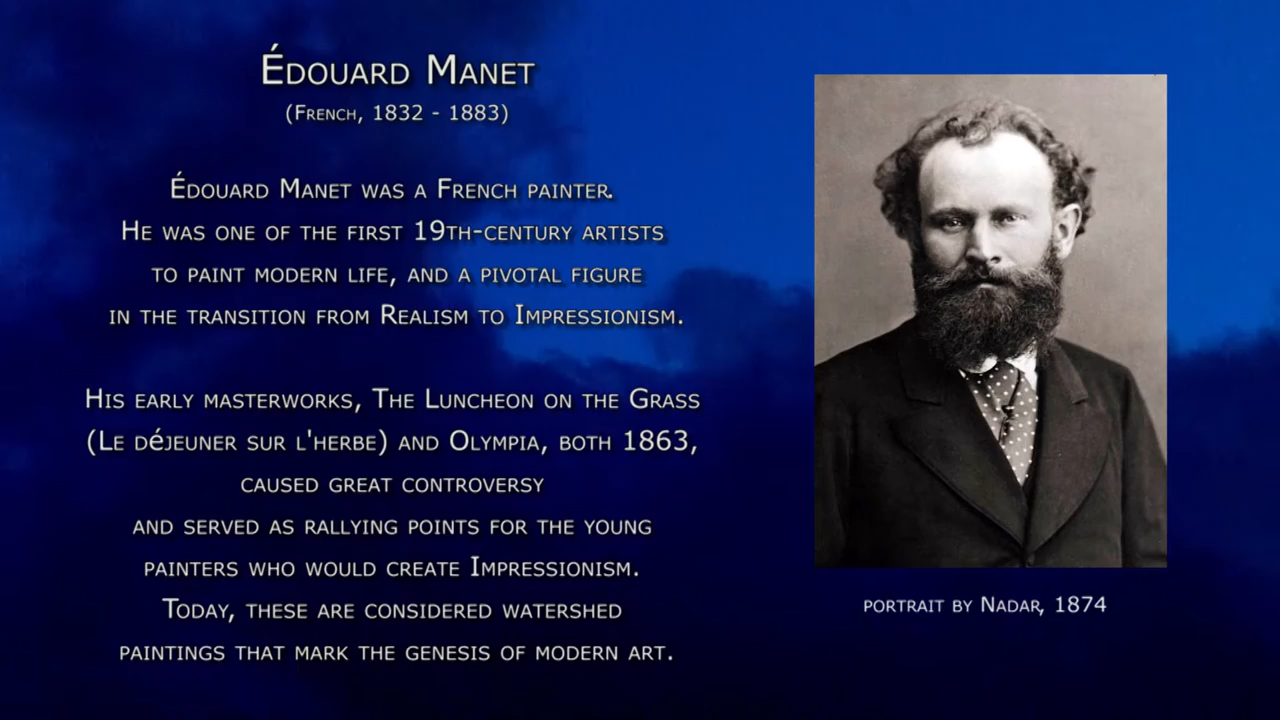 Édouard Manet
(French, 1832 - 1883)
Édouard Manet was a French painter.
He was one of the first 19th-century artists
to paint modern life, and a pivotal figure
in the transition from Realism to Impressionism.
His early masterworks, The Luncheon on the Grass
(Le déjeuner sur l'herbe) and Olympia, both 1863,
caused great controversy
and served as rallying points for the young
painters who would create Impressionism.
Today, these are considered watershed
paintings that mark the genesis of modern art.
portrait by Nadar, 1874